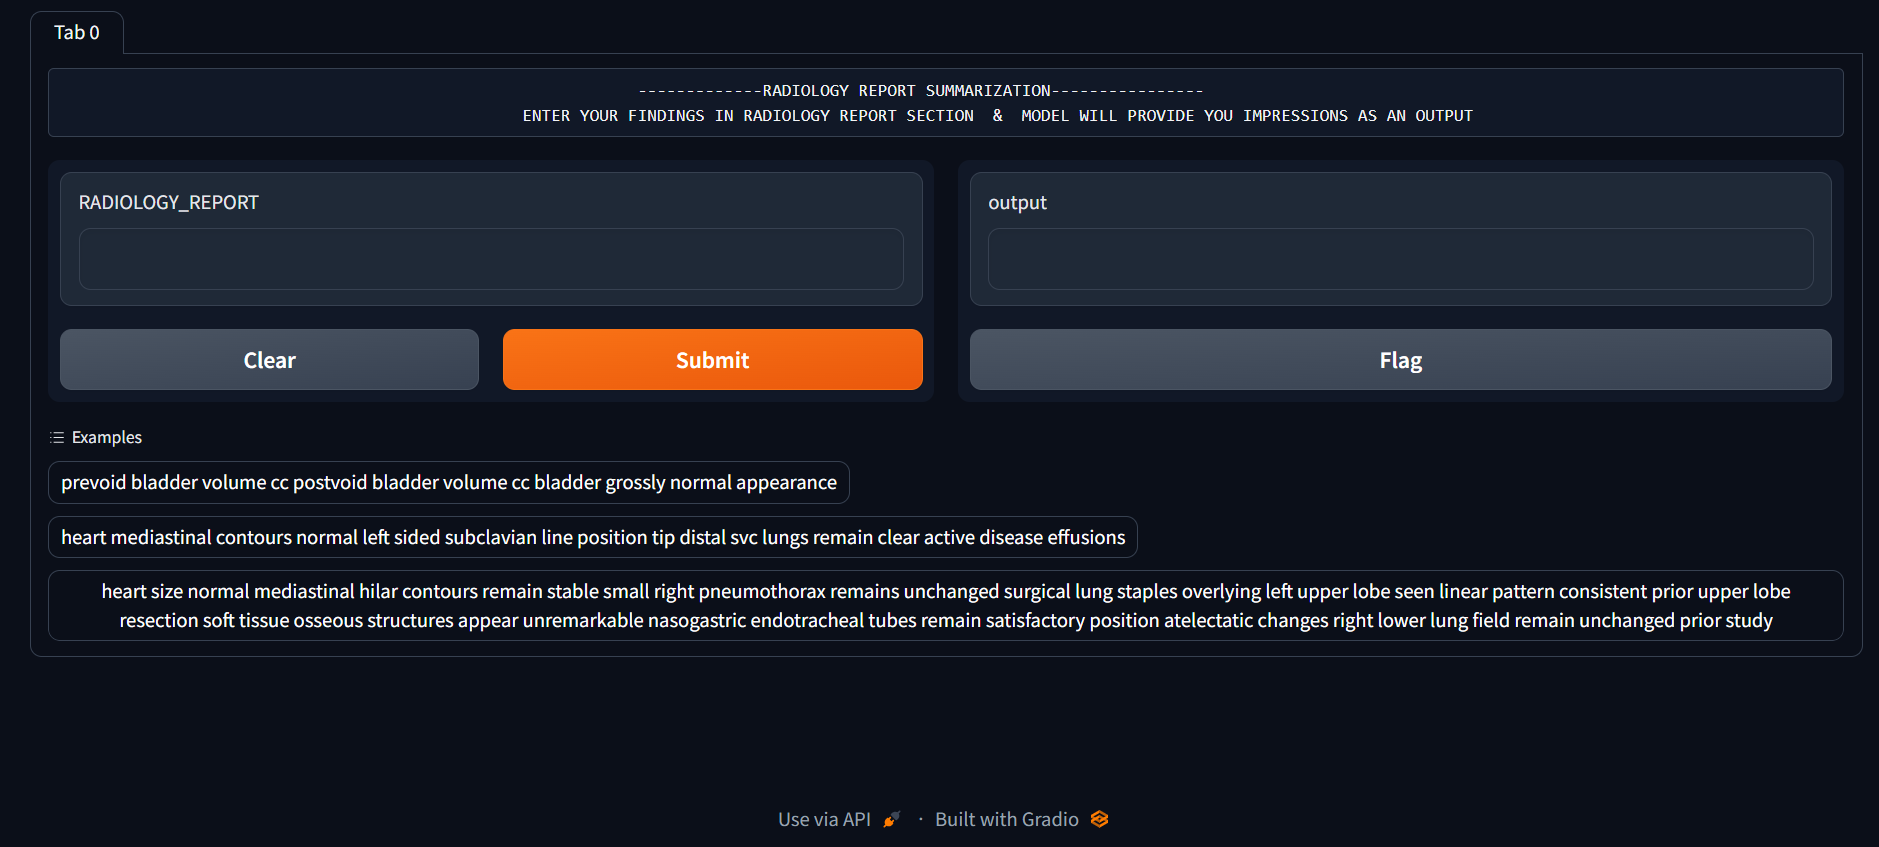 Tab 0
-------------RADIOLOGY REPORT SUMMARIZATION----------------
ENTER YOUR FINDINGS IN RADIOLOGY REPORT SECTION  &  MODEL WILL PROVIDE YOU IMPRESSIONS AS AN OUTPUT
RADIOLOGY_REPORT
output
Clear
Submit
Flag
Examples
prevoid bladder volume cc postvoid bladder volume cc bladder grossly normal appearance
heart mediastinal contours normal left sided subclavian line position tip distal svc lungs remain clear active disease effusions
heart size normal mediastinal hilar contours remain stable small right pneumothorax remains unchanged surgical lung staples overlying left upper lobe seen linear pattern consistent prior upper lobe
resection soft tissue osseous structures appear unremarkable nasogastric endotracheal tubes remain satisfactory position atelectatic changes right lower lung field remain unchanged prior study
Use via API · Built with Gradio